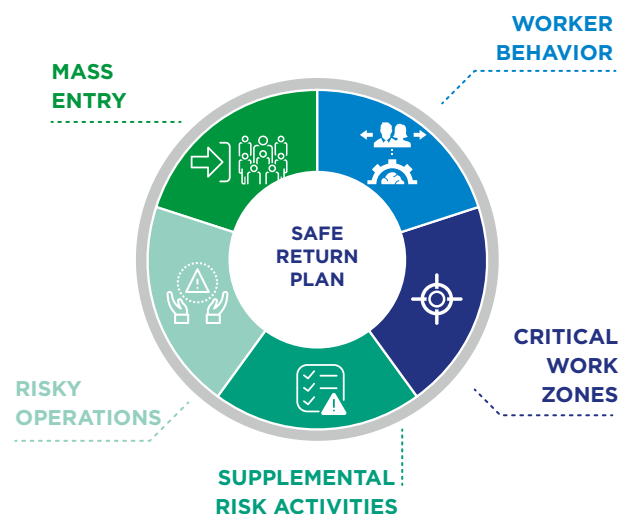 WORKER
BEHAVIOR
MASS
ENTRY
SAFE
RETURN
PLAN
CRITICAL
WORK
ZONES
RISKY
OPERATIONS
SUPPLEMENTAL
RISK ACTIVITIES